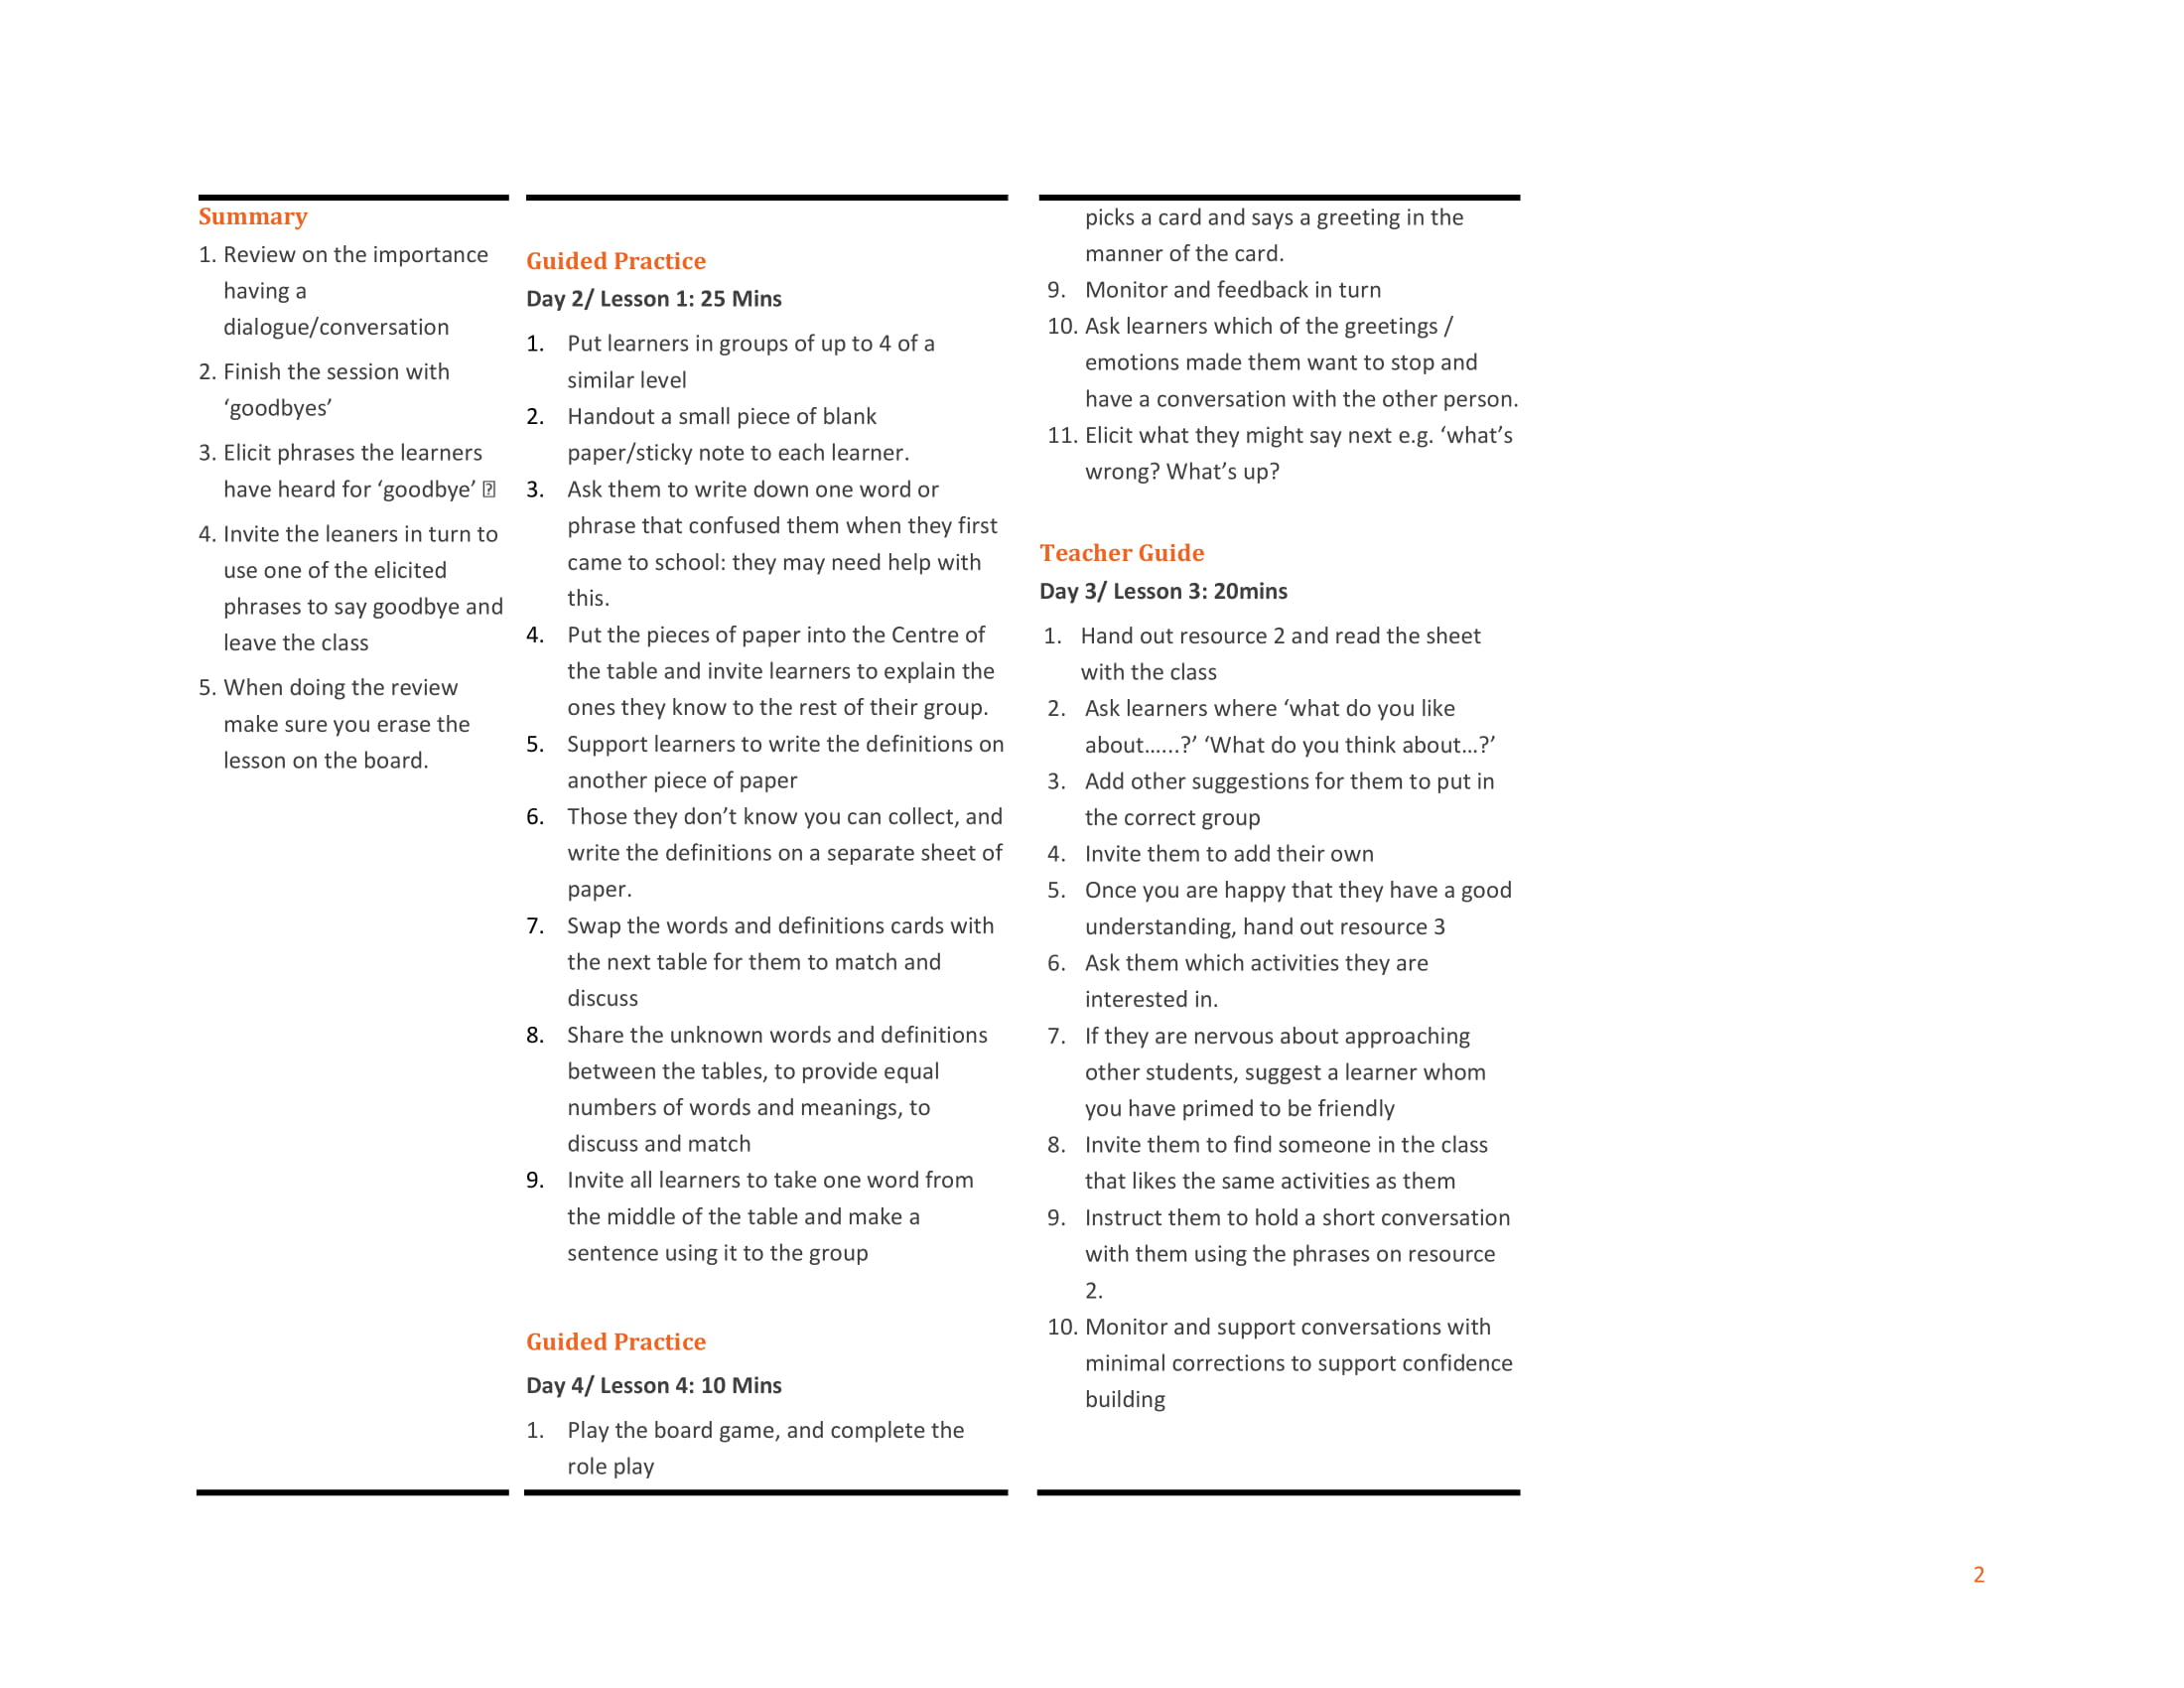 Summary
1. Review on the importance
having a
dialogue/conversation
2. Finish the session with
‘goodbyes’
3. Elicit phrases the learners
have heard for ‘goodbye’ 
4. Invite the leaners in turn to
use one of the elicited
phrases to say goodbye and
leave the class
5. When doing the review
make sure you erase the
lesson on the board.
Guided Practice
Day 2/ Lesson 1: 25 Mins
1. Put learners in groups of up to 4 of a
similar level
2. Handout a small piece of blank
paper/sticky note to each learner.
3. Ask them to write down one word or
phrase that confused them when they first
came to school: they may need help with
this.
4. Put the pieces of paper into the Centre of
the table and invite learners to explain the
ones they know to the rest of their group.
5. Support learners to write the definitions on
another piece of paper
6. Those they don’t know you can collect, and
write the definitions on a separate sheet of
paper.
7. Swap the words and definitions cards with
the next table for them to match and
discuss
8. Share the unknown words and definitions
between the tables, to provide equal
numbers of words and meanings, to
discuss and match
9. Invite all learners to take one word from
the middle of the table and make a
sentence using it to the group
Guided Practice
Day 4/ Lesson 4: 10 Mins
1. Play the board game, and complete the
role play
picks a card and says a greeting in the
manner of the card.
9. Monitor and feedback in turn
10. Ask learners which of the greetings /
emotions made them want to stop and
have a conversation with the other person.
11. Elicit what they might say next e.g. ‘what’s
wrong? What’s up?
Teacher Guide
Day 3/ Lesson 3: 20mins
1. Hand out resource 2 and read the sheet
with the class
2. Ask learners where ‘what do you like
about…...?’ ‘What do you think about…?’
3. Add other suggestions for them to put in
the correct group
4. Invite them to add their own
5. Once you are happy that they have a good
understanding, hand out resource 3
6. Ask them which activities they are
interested in.
7. If they are nervous about approaching
other students, suggest a learner whom
you have primed to be friendly
8. Invite them to find someone in the class
that likes the same activities as them
9. Instruct them to hold a short conversation
with them using the phrases on resource
2.
10. Monitor and support conversations with
minimal corrections to support confidence
building
2